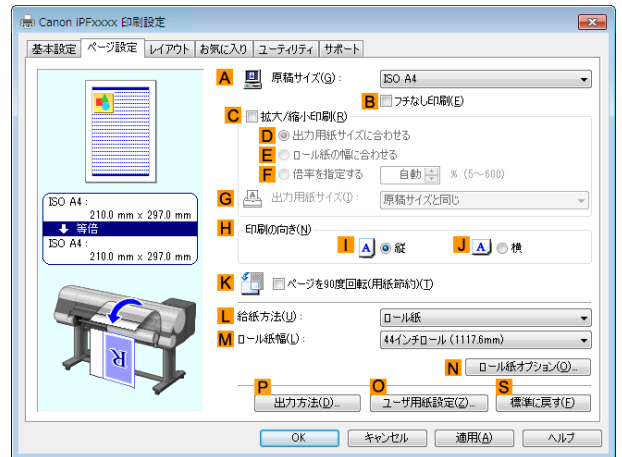 Canon iPFxxxx 印刷設定
基本設定 ページ設定 レイアウト お気に入り ユーティリティ サポート
A 原稿サイズ(G): ISO A4
B フチなし印刷(E)
C 拡大/縮小印刷(R)
D 出力用紙サイズに合わせる
E ロール紙の幅に合わせる
F 倍率を指定する 自動 % (5~600)
G 出力用紙サイズ(I): 原稿サイズと同じ
ISO A4 :
210.0 mm x 297.0 mm
等倍
ISO A4 :
210.0 mm x 297.0 mm
H 印刷の向き(N)
I A 縦 J A 横
K ページを90度回転(用紙節約)(T)
L 給紙方法(U): ロール紙
M ロール紙幅(L): 44インチロール (1117.6mm)
R
N ロール紙オプション(O)...
P O S
出力方法(D)... ユーザ用紙設定(Z)... 標準に戻す(F)
OK キャンセル 適用(A) ヘルプ